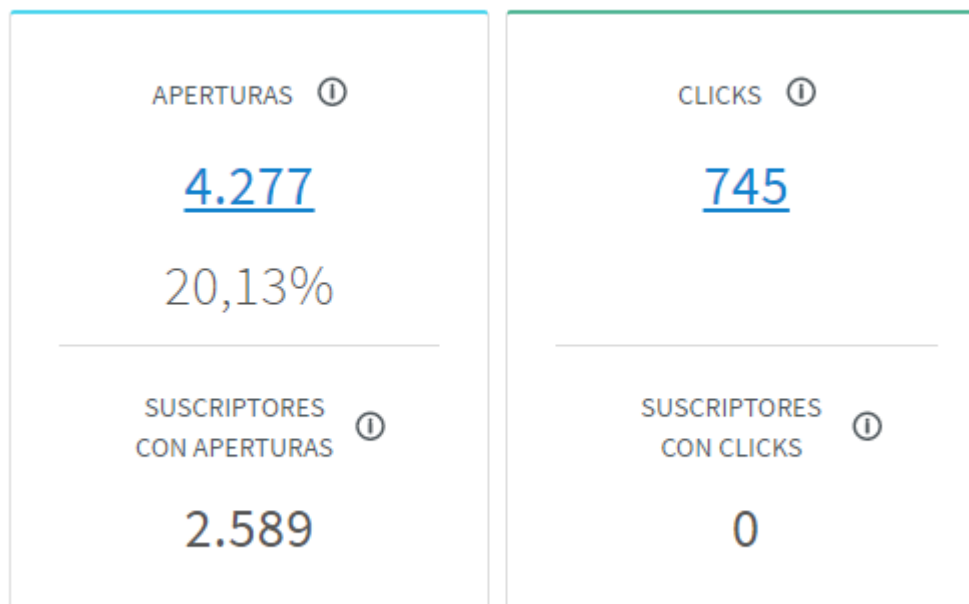 APERTURAS
4.277
20,13%
SUSCRIPTORES
CON APERTURAS
2.589
CLICKS
745
SUSCRIPTORES
CON CLICKS
0